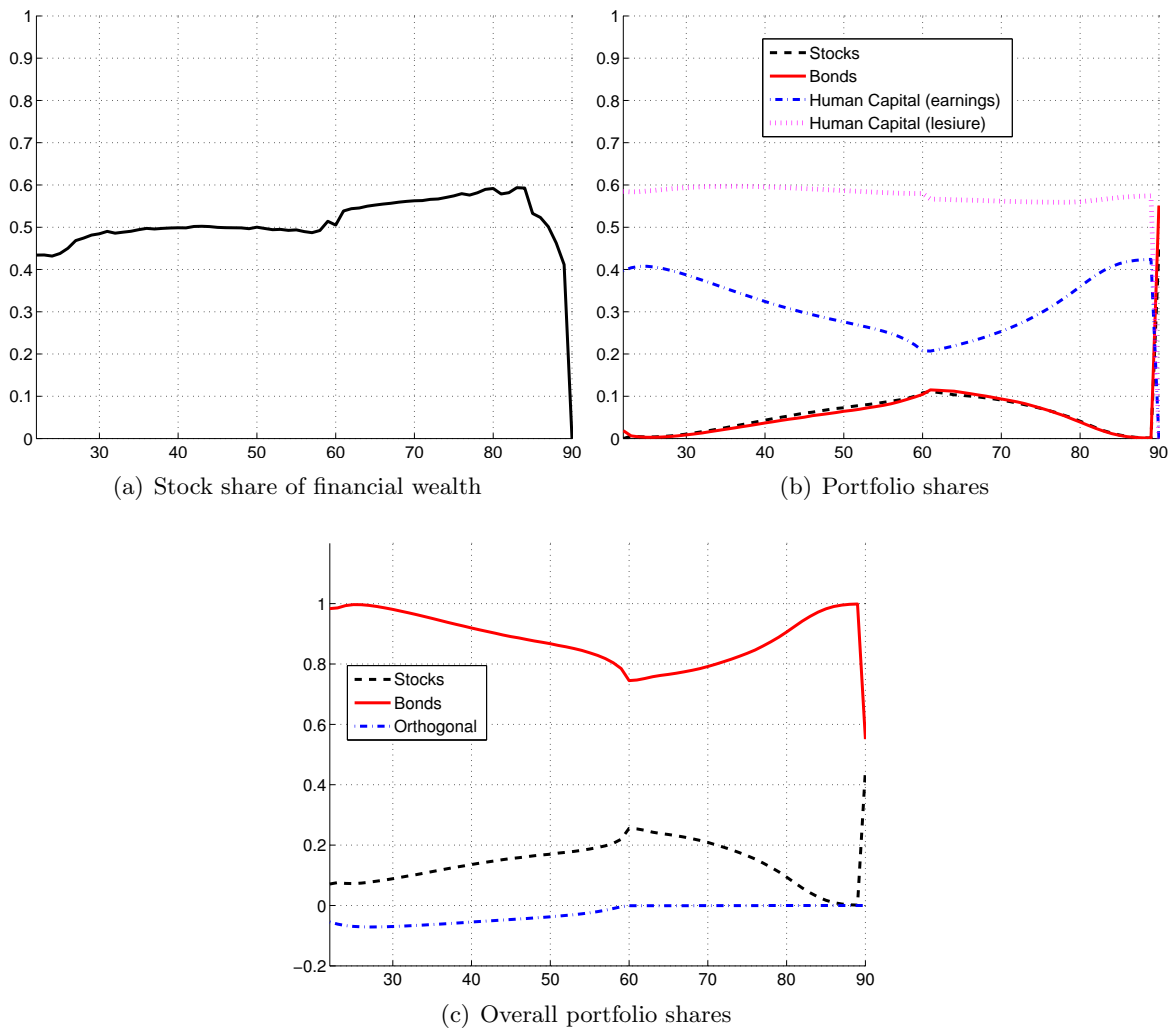 1
0.9
0.8
0.7
0.6
0.5
0.4
0.3
0.2
0.1
0
30 40 50 60 70 80 90
(a) Stock share of financial wealth
1
0.9
0.8
0.7
0.6
0.5
0.4
0.3
0.2
0.1
0
Stocks
Bonds
Human Capital (earnings)
Human Capital (lesiure)
30 40 50 60 70 80 90
(b) Portfolio shares
1
0.8
0.6
0.4
0.2
0
−0.2
Stocks
Bonds
Orthogonal
30 40 50 60 70 80 90
(c) Overall portfolio shares